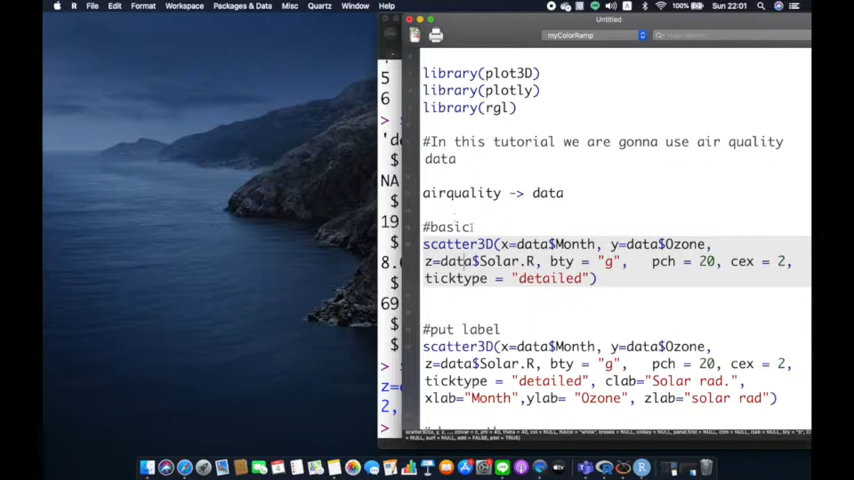 R File Edit Format Workspace Packages & Data Misc Quartz Window Help 100% Sun 22:01
Untitled
myColorRamp
library(plot3D)
library(plotly)
library(rgl)
#In this tutorial we are gonna use air quality
data
airquality -> data
#basic
scatter3D(x=data$Month, y=data$Ozone,
z=data$Solar.R, bty = "g", pch = 20, cex = 2,
ticktype = "detailed")
#put label
scatter3D(x=data$Month, y=data$Ozone,
z=data$Solar.R, bty = "g", pch = 20, cex = 2,
ticktype = "detailed", clab="Solar rad.",
xlab="Month",ylab= "Ozone", zlab="solar rad")
5
6
>
'de
$
NA
$
19
$
8.
$
69
$
$
>
z=
2,
>